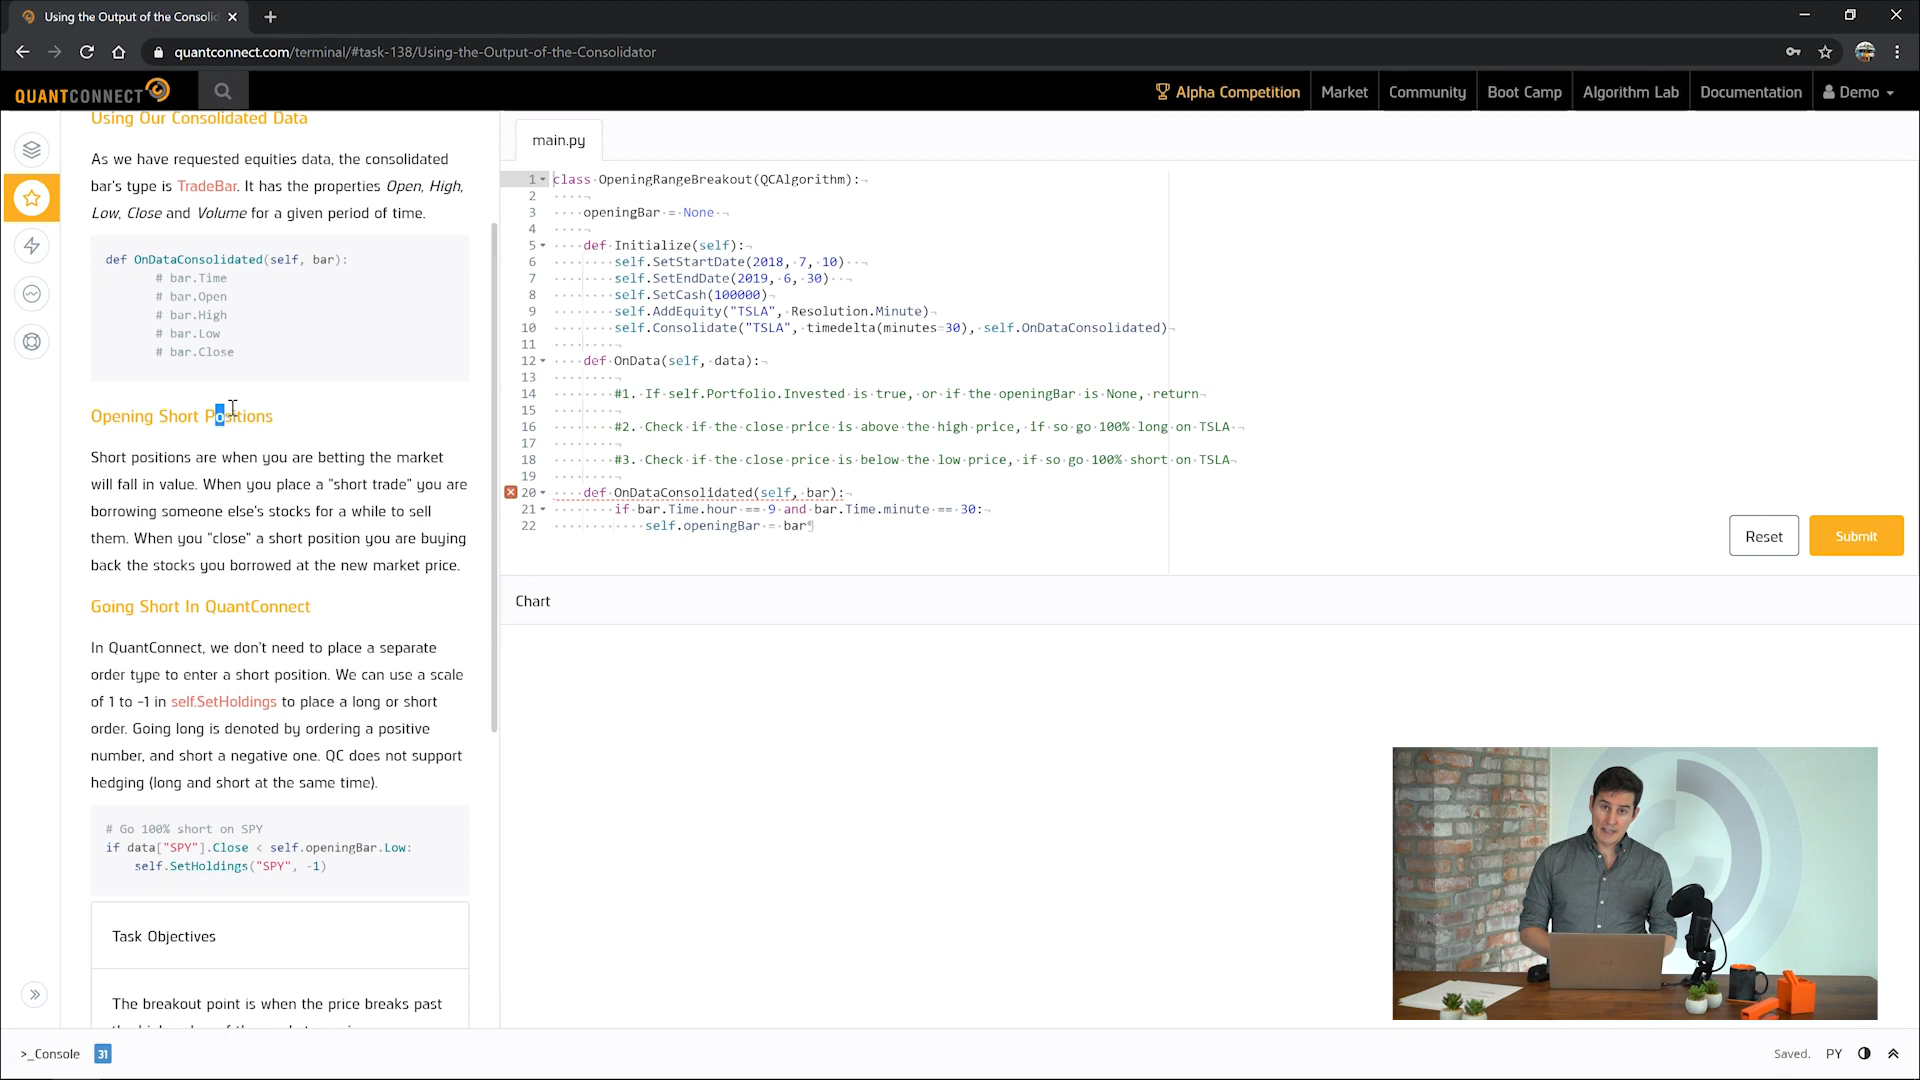 Using the Output of the Consolid
quantconnect.com/terminal/#task-138/Using-the-Output-of-the-Consolidator
QUANTCONNECT
Alpha Competition
Market
Community
Boot Camp
Algorithm Lab
Documentation
Demo
Using Our Consolidated Data
As we have requested equities data, the consolidated
bar's type is TradeBar. It has the properties Open, High,
Low, Close and Volume for a given period of time.
def OnDataConsolidated(self, bar):
# bar.Time
# bar.Open
# bar.High
# bar.Low
# bar.Close
Opening Short Positions
Short positions are when you are betting the market
will fall in value. When you place a "short trade" you are
borrowing someone else's stocks for a while to sell
them. When you "close" a short position you are buying
back the stocks you borrowed at the new market price.
Going Short In QuantConnect
In QuantConnect, we don't need to place a separate
order type to enter a short position. We can use a scale
of 1 to -1 in self.SetHoldings to place a long or short
order. Going long is denoted by ordering a positive
number, and short a negative one. QC does not support
hedging (long and short at the same time).
# Go 100% short on SPY
if data["SPY"].Close < self.openingBar.Low:
self.SetHoldings("SPY", -1)
Task Objectives
The breakout point is when the price breaks past
main.py
1 class OpeningRangeBreakout(QCAlgorithm):
2
3 openingBar = None
4
5 def Initialize(self):
6 self.SetStartDate(2018, 7, 10)
7 self.SetEndDate(2019, 6, 30)
8 self.SetCash(100000)
9 self.AddEquity("TSLA", Resolution.Minute)
10 self.Consolidate("TSLA", timedelta(minutes=30), self.OnDataConsolidated)
11
12 def OnData(self, data):
13
14 #1. If self.Portfolio.Invested is true, or if the openingBar is None, return
15
16 #2. Check if the close price is above the high price, if so go 100% long on TSLA
17
18 #3. Check if the close price is below the low price, if so go 100% short on TSLA
19
20 def OnDataConsolidated(self, bar):
21 if bar.Time.hour == 9 and bar.Time.minute == 30:
22 self.openingBar = bar
Reset
Submit
Chart
>_Console
31
Saved.
PY